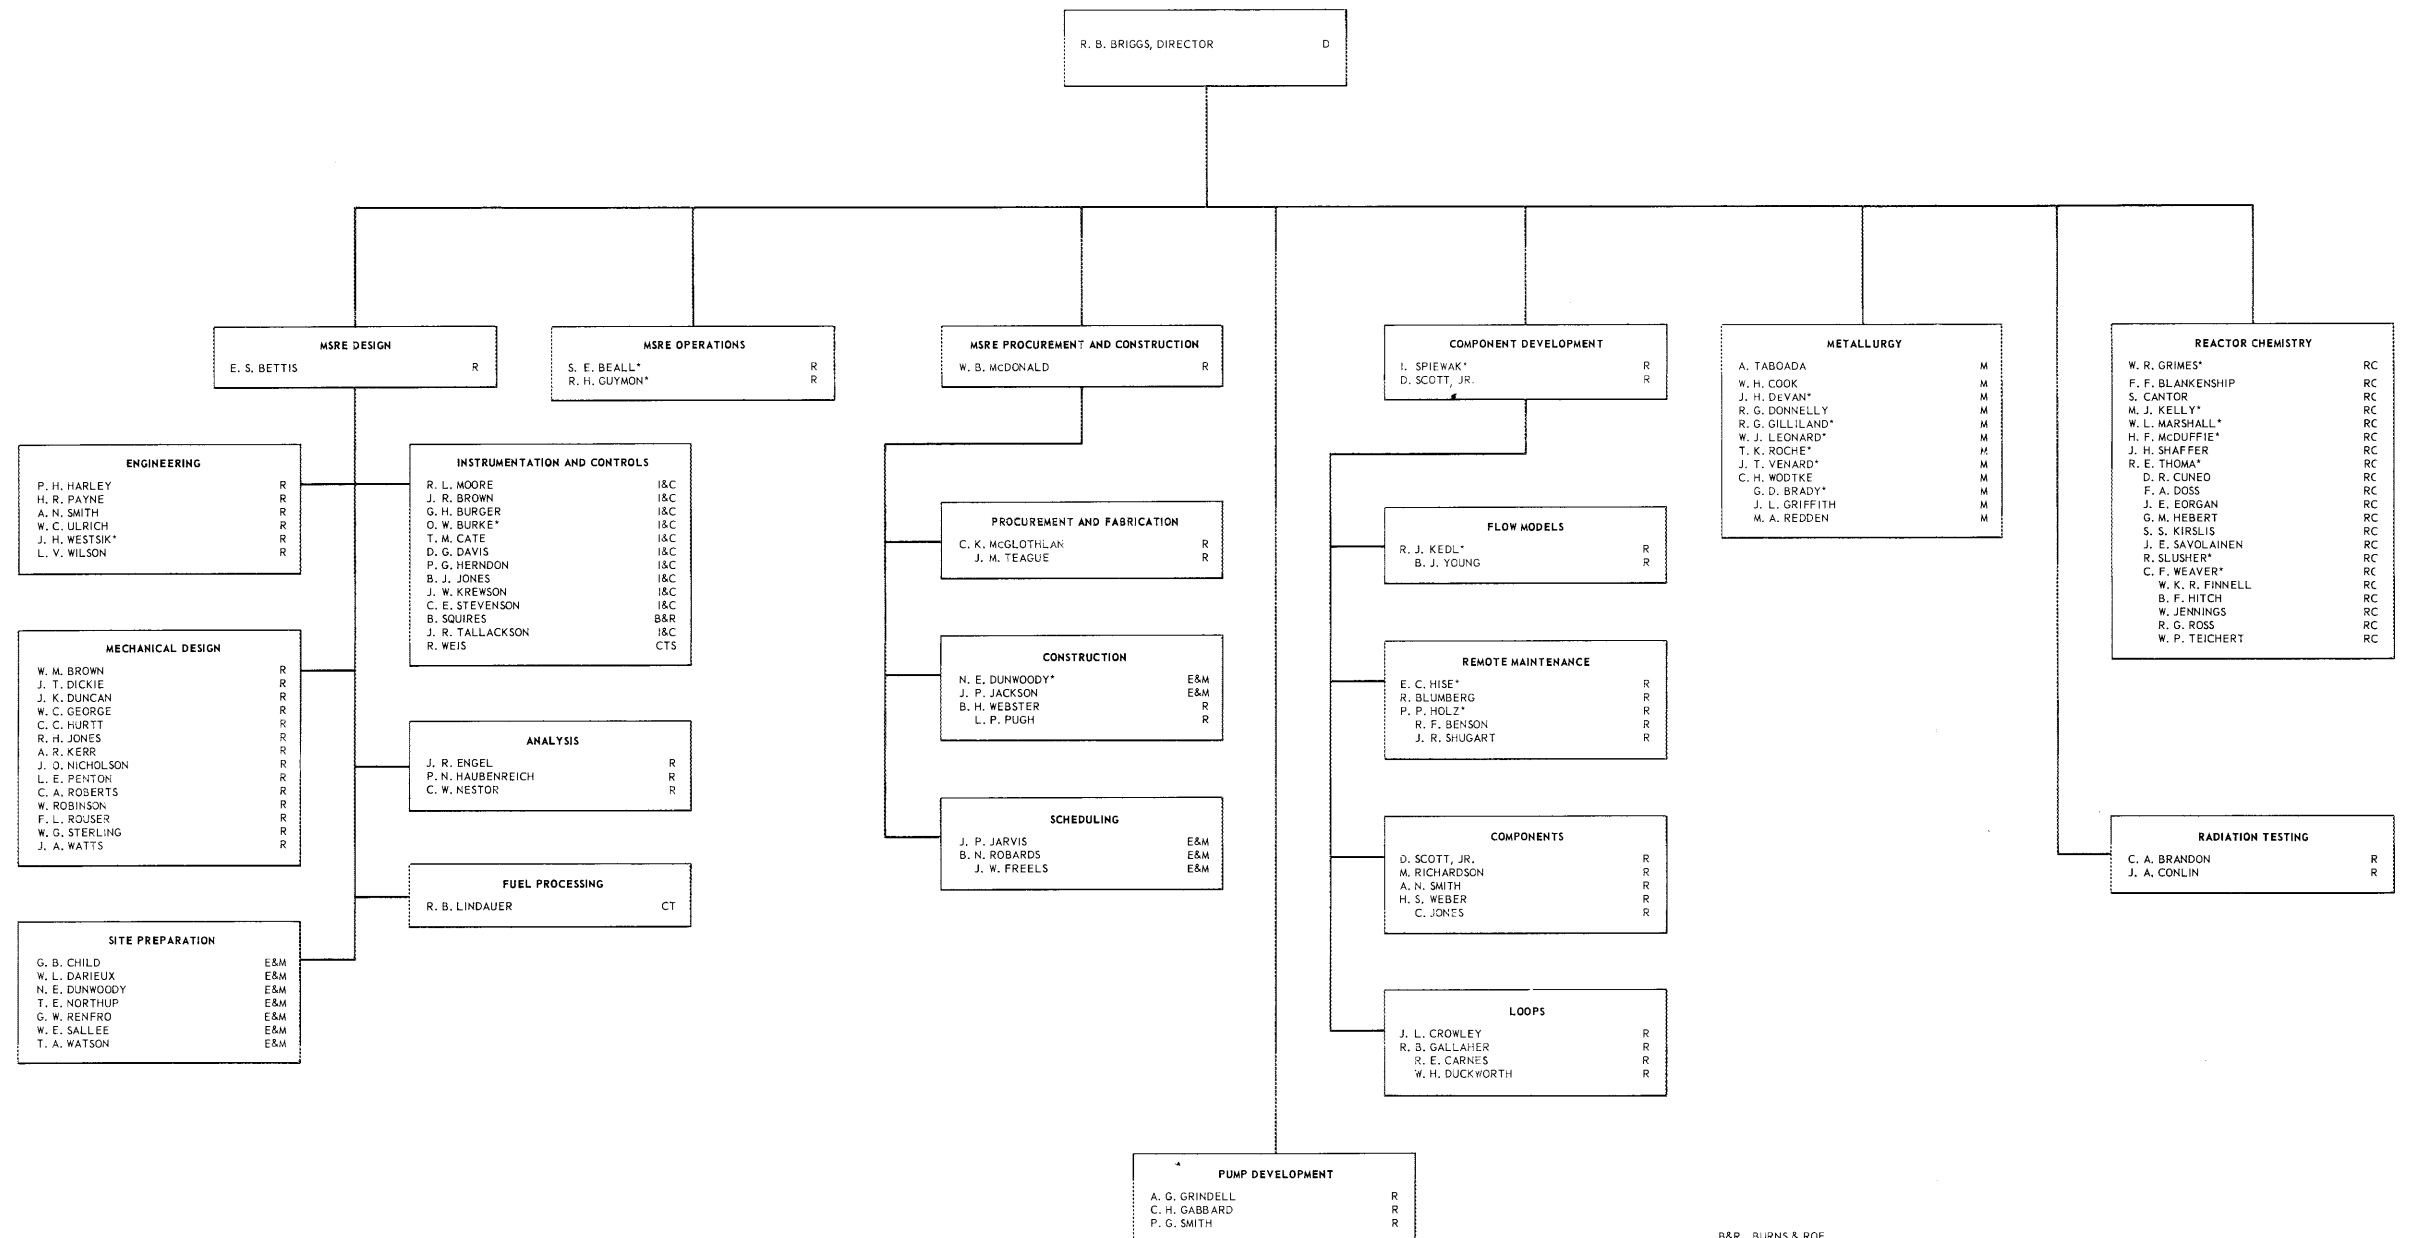 R. B. BRIGGS, DIRECTOR D
MSRE DESIGN
E. S. BETTIS R
MSRE OPERATIONS
S. E. BEALL* R
R. H. GUYMON* R
MSRE PROCUREMENT AND CONSTRUCTION
W. B. McDONALD R
COMPONENT DEVELOPMENT
I. SPIEWAK* R
D. SCOTT, JR. R
METALLURGY
A. TABOADA M
W. H. COOK M
J. H. DEVAN* M
R. G. DONNELLY M
R. G. GILLILAND* M
W. J. LEONARD* M
T. K. ROCHE* M
J. T. VENARD* M
C. H. WODTKE M
G. D. BRADY* M
J. L. GRIFFITH M
M. A. REDDEN M
REACTOR CHEMISTRY
W. R. GRIMES* RC
F. F. BLANKENSHIP RC
S. CANTOR RC
M. J. KELLY* RC
W. L. MARSHALL* RC
H. F. McDUFFIE* RC
J. H. SHAFFER RC
R. E. THOMA* RC
D. R. CUNEO RC
F. A. DOSS RC
J. E. EORGAN RC
G. M. HEBERT RC
S. S. KIRSLIS RC
J. E. SAVOLAINEN RC
R. SLUSHER* RC
C. F. WEAVER* RC
W. K. R. FINNELL RC
B. F. HITCH RC
W. JENNINGS RC
R. G. ROSS RC
W. P. TEICHERT RC
ENGINEERING
P. H. HARLEY R
H. R. PAYNE R
A. N. SMITH R
W. C. ULRICH R
J. H. WESTSIK* R
L. V. WILSON R
INSTRUMENTATION AND CONTROLS
R. L. MOORE I&C
J. R. BROWN I&C
G. H. BURGER I&C
O. W. BURKE* I&C
T. M. CATE I&C
D. G. DAVIS I&C
P. G. HERNDON I&C
B. J. JONES I&C
J. W. KREWSON I&C
C. E. STEVENSON I&C
B. SQUIRES B&R
J. R. TALLACKSON I&C
R. WEIS CTS
MECHANICAL DESIGN
W. M. BROWN R
J. T. DICKIE R
J. K. DUNCAN R
W. C. GEORGE R
C. C. HURTT R
R. H. JONES R
A. R. KERR R
J. O. NICHOLSON R
L. E. PENTON R
C. A. ROBERTS R
W. ROBINSON R
F. L. ROUSER R
W. G. STERLING R
J. A. WATTS R
ANALYSIS
J. R. ENGEL R
P. N. HAUBENREICH R
C. W. NESTOR R
FUEL PROCESSING
R. B. LINDAUER CT
SITE PREPARATION
G. B. CHILD E&M
W. L. DARIEUX E&M
N. E. DUNWOODY E&M
T. E. NORTHUP E&M
G. W. RENFRO E&M
W. E. SALLEE E&M
T. A. WATSON E&M
PROCUREMENT AND FABRICATION
C. K. McGLOTHLAN R
J. M. TEAGUE R
CONSTRUCTION
N. E. DUNWOODY* E&M
J. P. JACKSON E&M
B. H. WEBSTER R
L. P. PUGH R
SCHEDULING
J. P. JARVIS E&M
B. N. ROBARDS E&M
J. W. FREELS E&M
FLOW MODELS
R. J. KEDL* R
B. J. YOUNG R
REMOTE MAINTENANCE
E. C. HISE* R
R. BLUMBERG R
P. P. HOLZ* R
R. F. BENSON R
J. R. SHUGART R
COMPONENTS
D. SCOTT, JR. R
M. RICHARDSON R
A. N. SMITH R
H. S. WEBER R
C. JONES R
LOOPS
J. L. CROWLEY R
R. B. GALLAHER R
R. E. CARNES R
W. H. DUCKWORTH R
RADIATION TESTING
C. A. BRANDON R
J. A. CONLIN R
PUMP DEVELOPMENT
A. G. GRINDELL R
C. H. GABBARD R
P. G. SMITH R
B&R BURNS & ROE